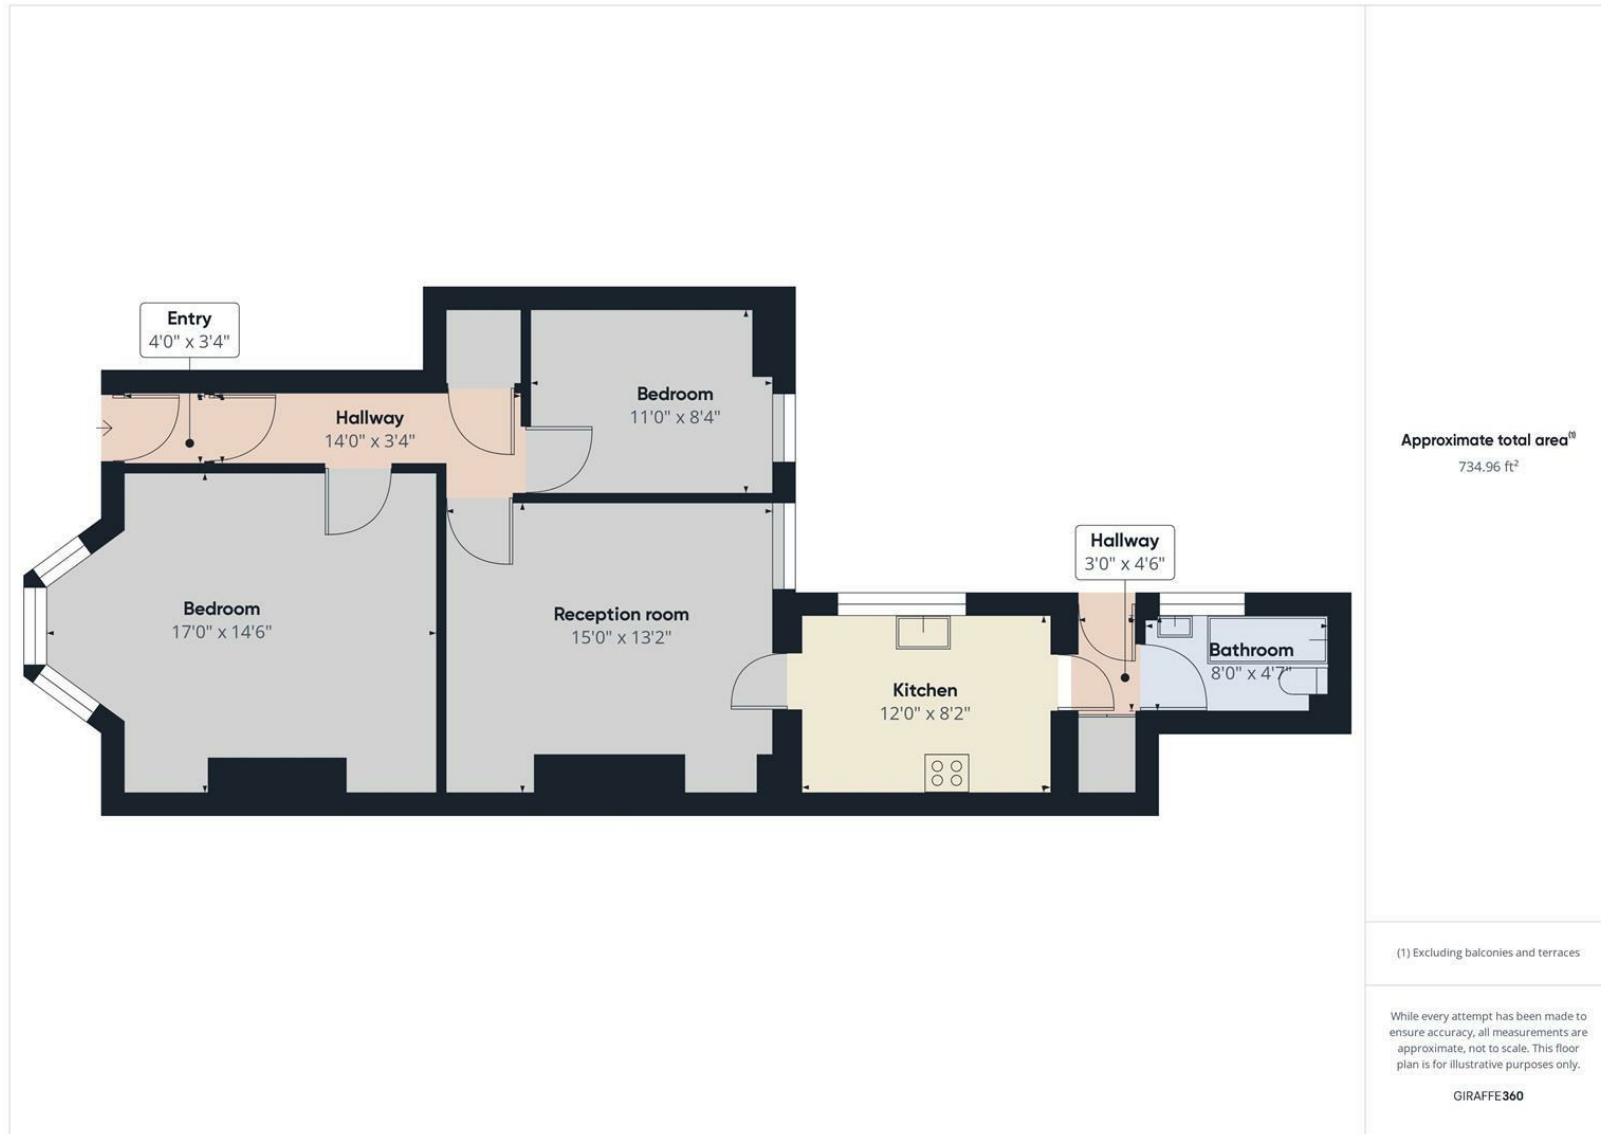 Entry
4'0" x 3'4"
Hallway
14'0" x 3'4"
Bedroom
11'0" x 8'4"
Bedroom
17'0" x 14'6"
Reception room
15'0" x 13'2"
Kitchen
12'0" x 8'2"
Hallway
3'0" x 4'6"
Bathroom
8'0" x 4'7"
Approximate total area(1)
734.96 ft²
(1) Excluding balconies and terraces
While every attempt has been made to
ensure accuracy, all measurements are
approximate, not to scale. This floor
plan is for illustrative purposes only.
GIRAFFE360